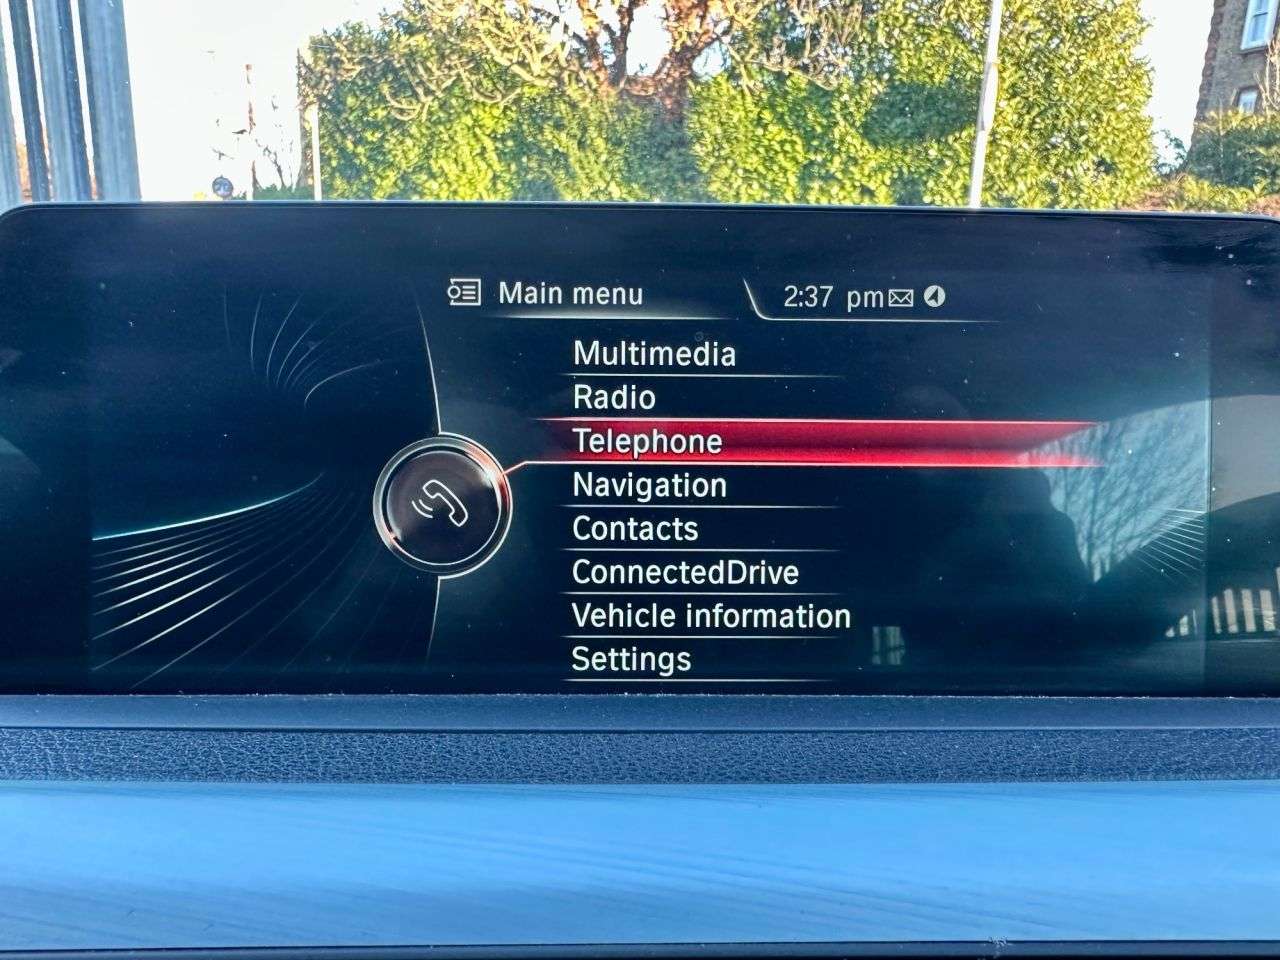 Main menu
2:37 pm
Multimedia
Radio
Telephone
Navigation
Contacts
ConnectedDrive
Vehicle information
Settings